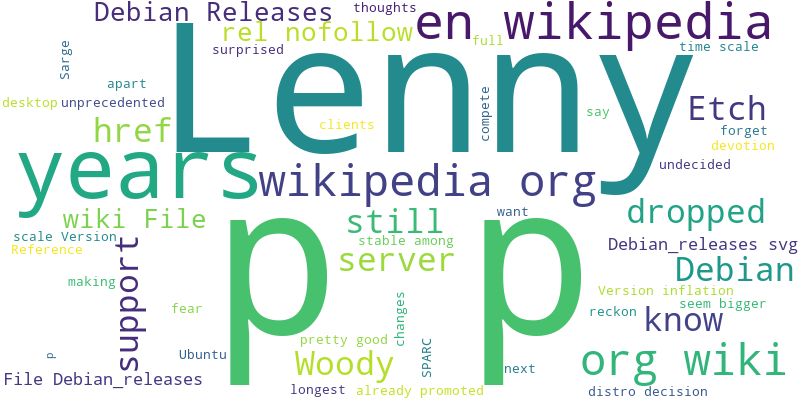 Debian Releases
thoughts
en wikipedia
rel nofollow
surprised
full
time scale
Sarge
apart
desktop
unprecedented
Lenny
compete
say
Etch
href
clients
forget
devotion
years
undecided
wikipedia org
wiki File
still
want
dropped
scale Version
Reference
support
stable among
server
Debian_releases svg
Debian
making
fear
p p
Version inflation
seem bigger
changes
reckon
know
pretty good
SPARC
p
Ubuntu
Woody
next
org wiki
File Debian_releases
longest
already promoted
distro decision